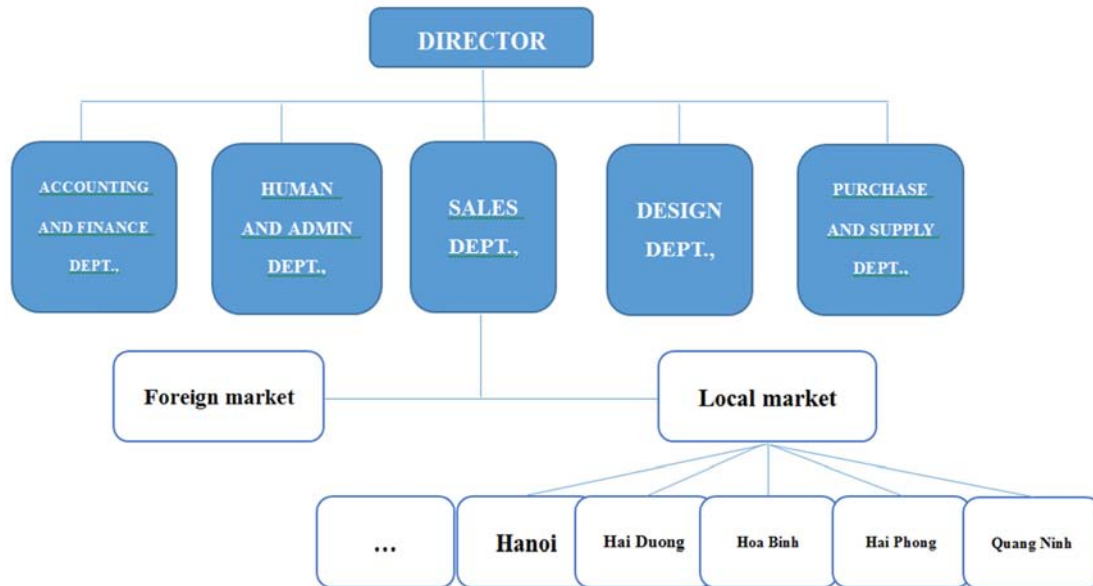 DIRECTOR
ACCOUNTING
AND FINANCE
DEPT.,
HUMAN
AND ADMIN
DEPT.,
SALES
DEPT.,
DESIGN
DEPT.,
PURCHASE
AND SUPPLY
DEPT.,
Foreign market
Local market
...
Hanoi
Hai Duong
Hoa Binh
Hai Phong
Quang Ninh